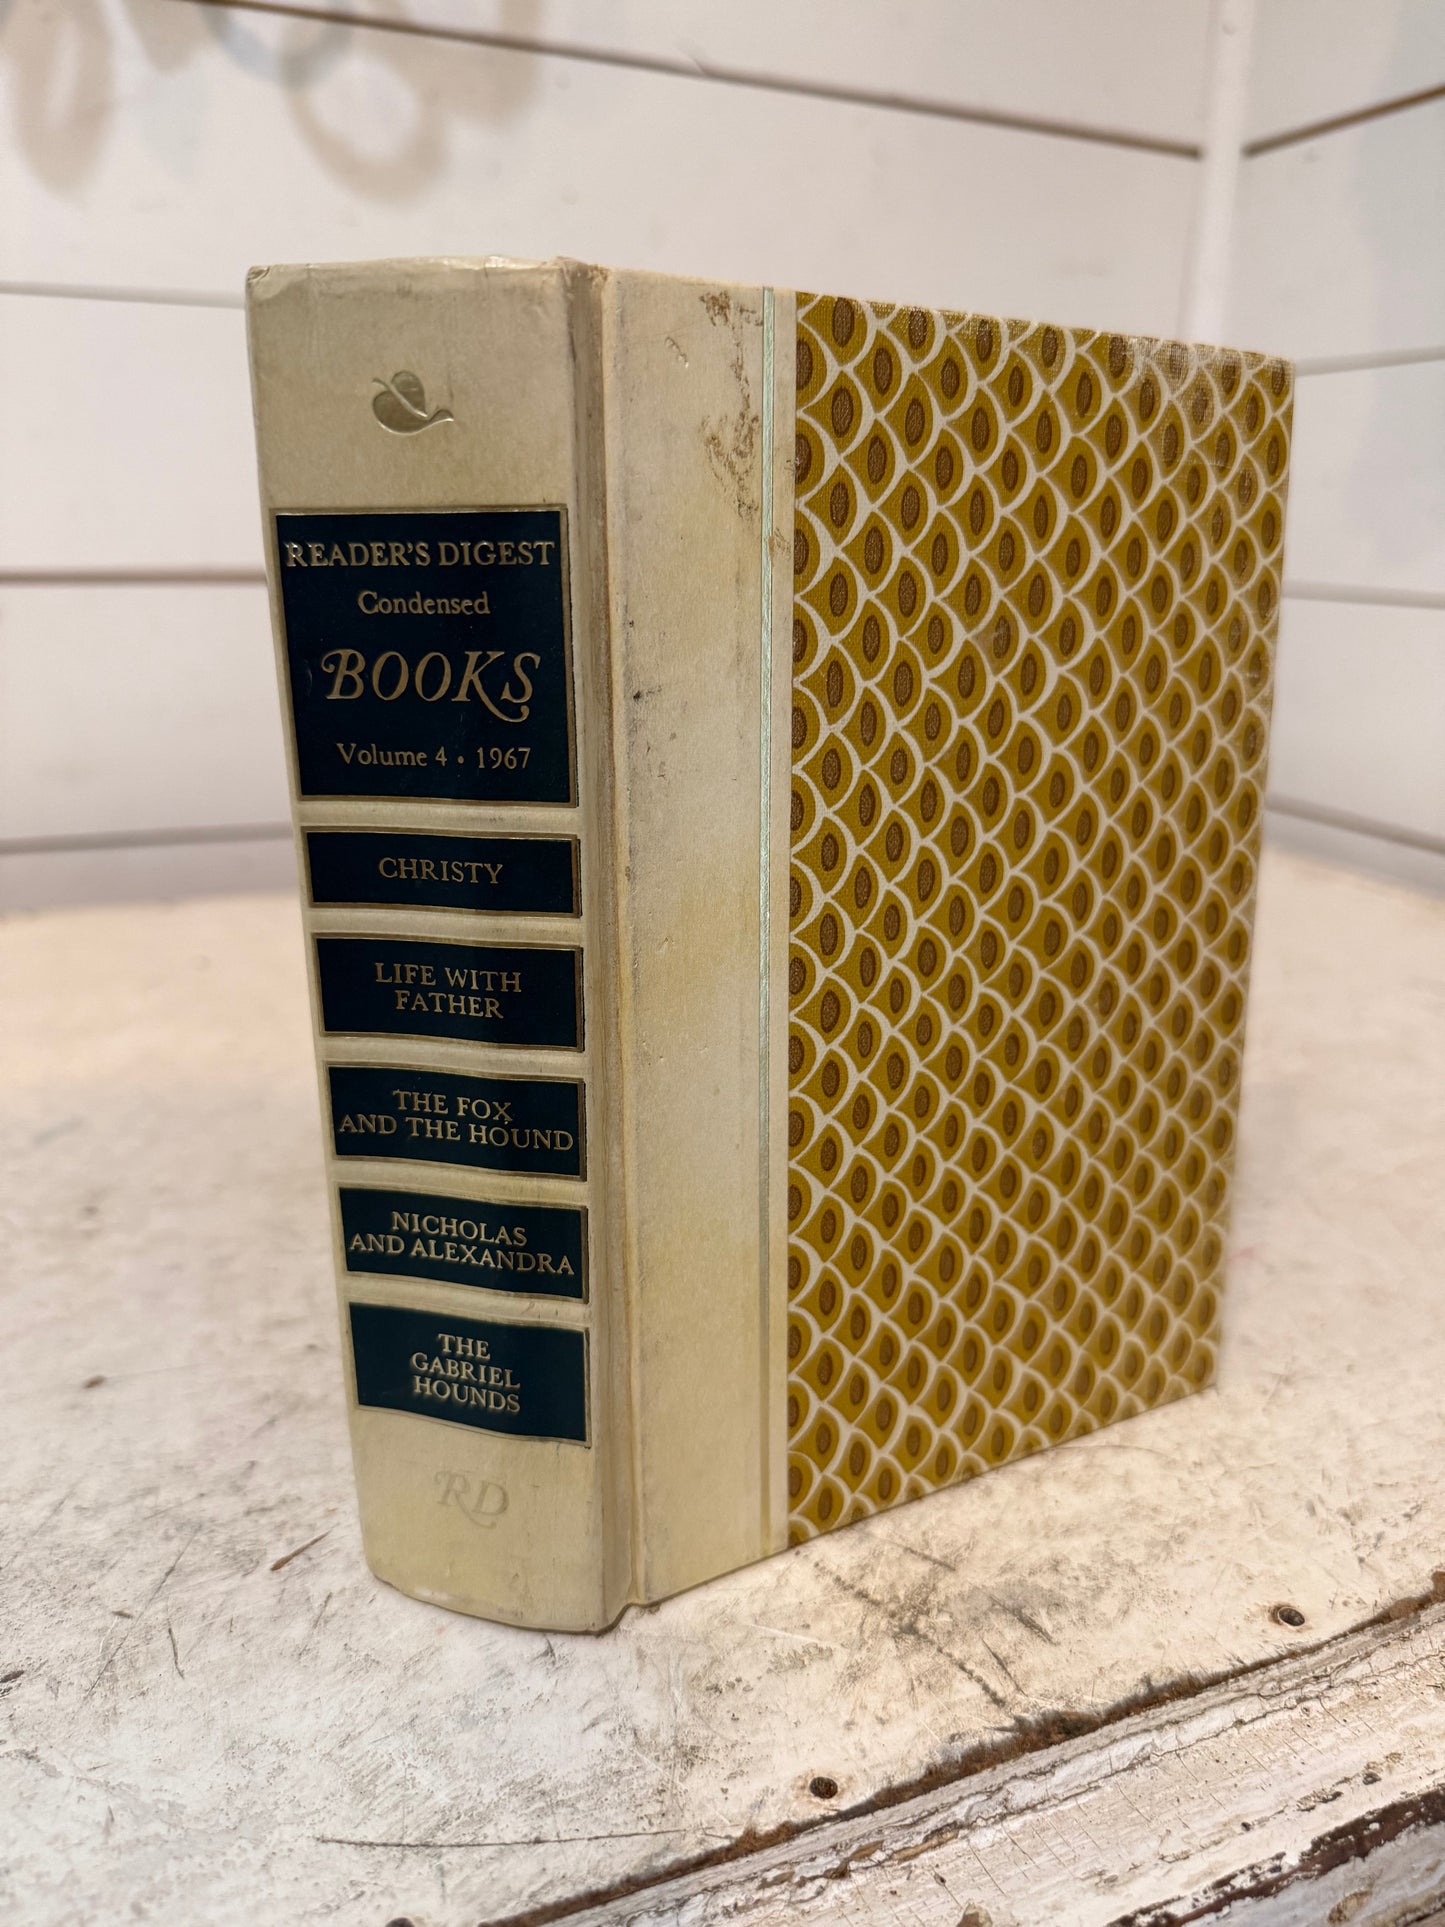 READER'S DIGEST
Condensed
BOOKS
Volume 4 • 1967
CHRISTY
LIFE WITH
FATHER
THE FOX
AND THE HOUND
NICHOLAS
AND ALEXANDRA
THE
GABRIEL
HOUNDS
RD